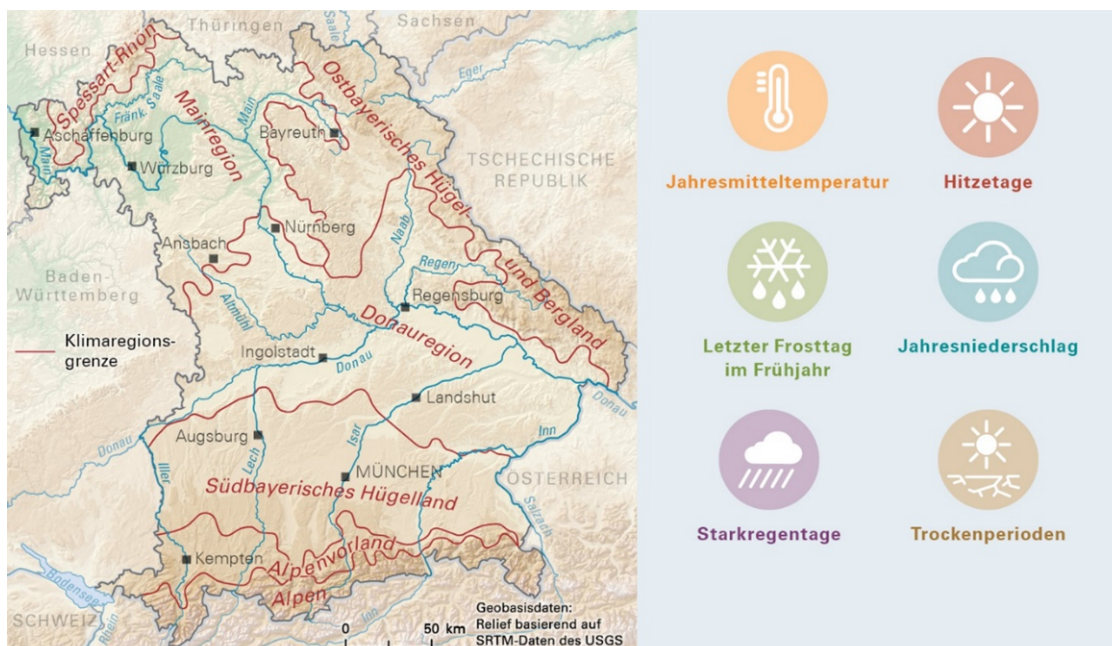 Thüringen
Sachsen
Hessen
Saale
Eger
Spessart-Rhön
Ostbayerisches Hügel-
und Bergland
Fränk. Saale
Mainregion
Main
Bayreuth
Aschaffenburg
Main
Würzburg
TSCHECHISCHE
REPUBLIK
Nürnberg
Naab
Ansbach
Baden-
Württemberg
Regen
Altmühl
Regensburg
Donauregion
Klimaregions-
grenze
Ingolstadt
Donau
Landshut
Donau
Donau
Augsburg
Isar
Inn
Iller
Lech
MÜNCHEN
ÖSTERREICH
Südbayerisches Hügelland
Salzach
Kempten
Alpenvorland
Bodensee
Alpen
SCHWEIZ
Rhein
Inn
0 50 km
Geobasisdaten:
Relief basierend auf
SRTM-Daten des USGS
Jahresmitteltemperatur
Hitzetage
Letzter Frosttag
im Frühjahr
Jahresniederschlag
Starkregentage
Trockenperioden